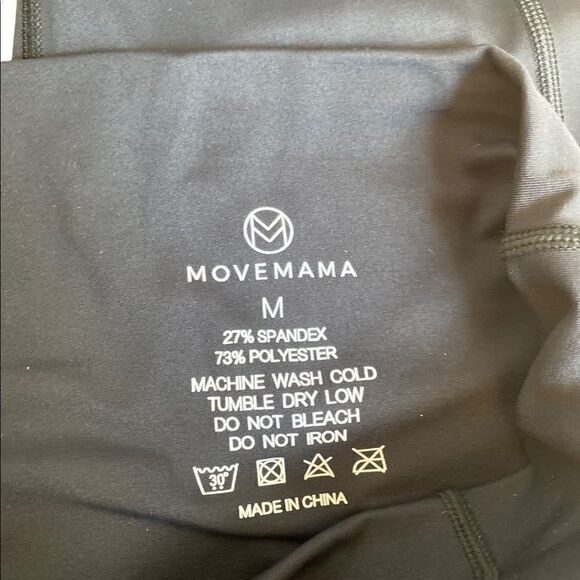 MOVEMAMA
M
27% SPANDEX
73% POLYESTER
MACHINE WASH COLD
TUMBLE DRY LOW
DO NOT BLEACH
DO NOT IRON
30°
MADE IN CHINA